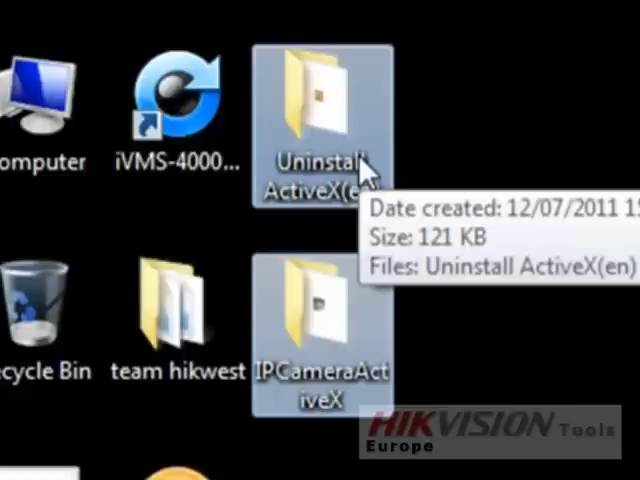 omputer
iVMS-4000...
Uninstall
ActiveX(e
Date created: 12/07/2011 15
Size: 121 KB
Files: Uninstall ActiveX(en)
ecycle Bin
team hikwest
IPCameraAct
iveX
HIKVISION Tools
Europe